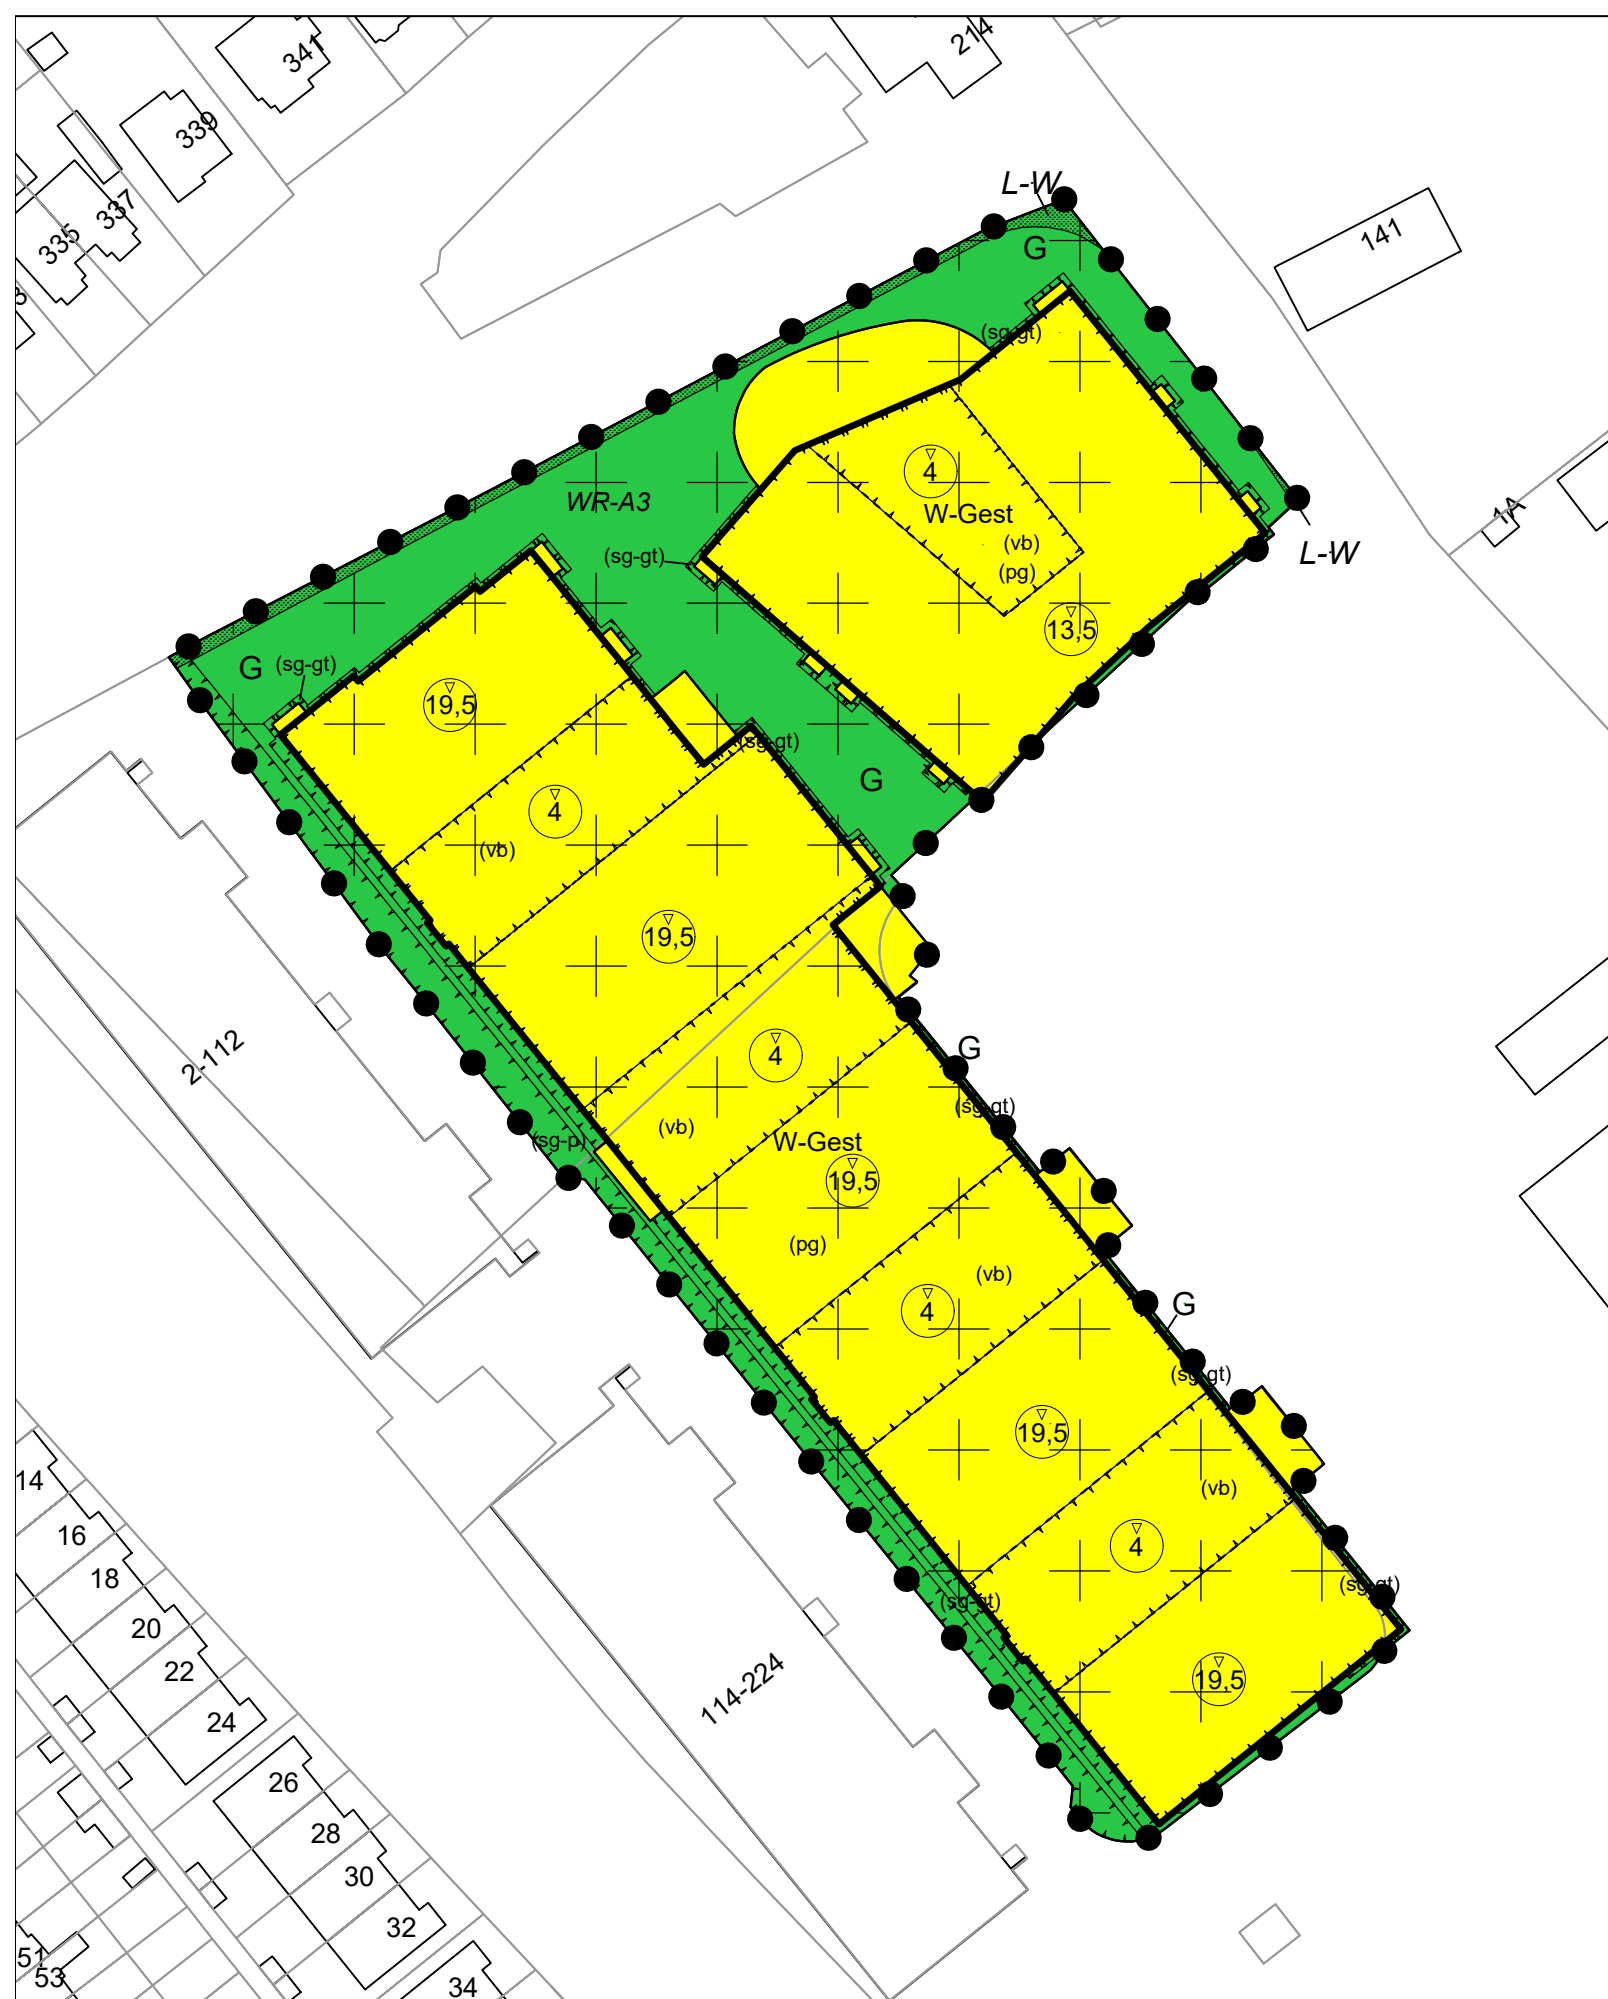 341
214
339
337
335
L-W
141
G
(sg-gt)
4
WR-A3
W-Gest
1A
(vb)
(sg-gt)
L-W
(pg)
13,5
G
(sg-gt)
19,5
(sg-gt)
G
4
(vb)
19,5
2-112
4
G
(sg-gt)
(vb)
(sg-p)
W-Gest
19,5
(pg)
(vb)
4
G
(sg-gt)
19,5
14
(vb)
16
4
18
(sg-gt)
(sg-gt)
20
22
19,5
114-224
24
26
28
30
32
51
53
34